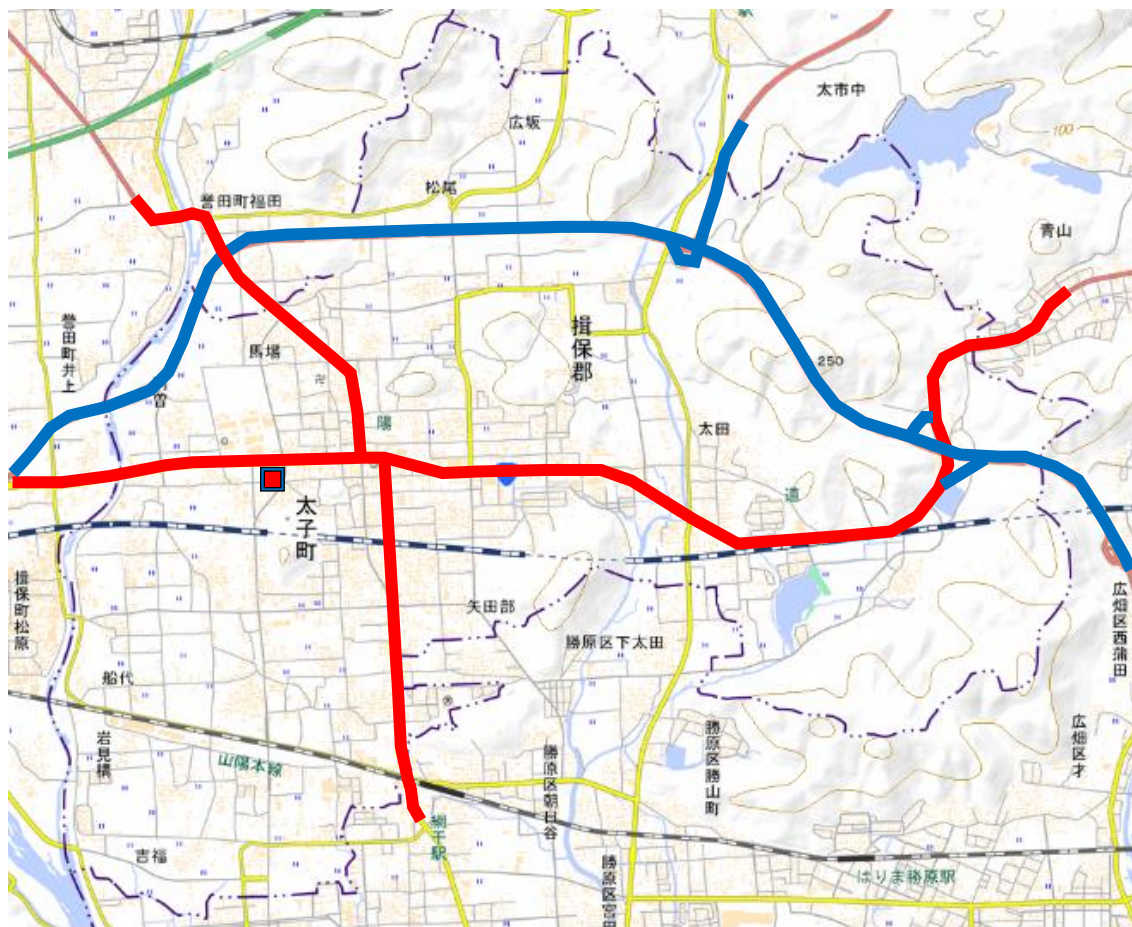 駅
太市中
100
広坂
松尾
誉田町福田
青山
誉田町井上
馬場
揖保郡
250
曽
陽
太田
太子町
道
揖保町松原
矢田部
勝原区下太田
広畑区西蒲田
船代
岩見構
山陽本線
勝原区朝日谷
勝原区勝山町
広畑区才
網干駅
吉福
はりま勝原駅
勝原区宮田